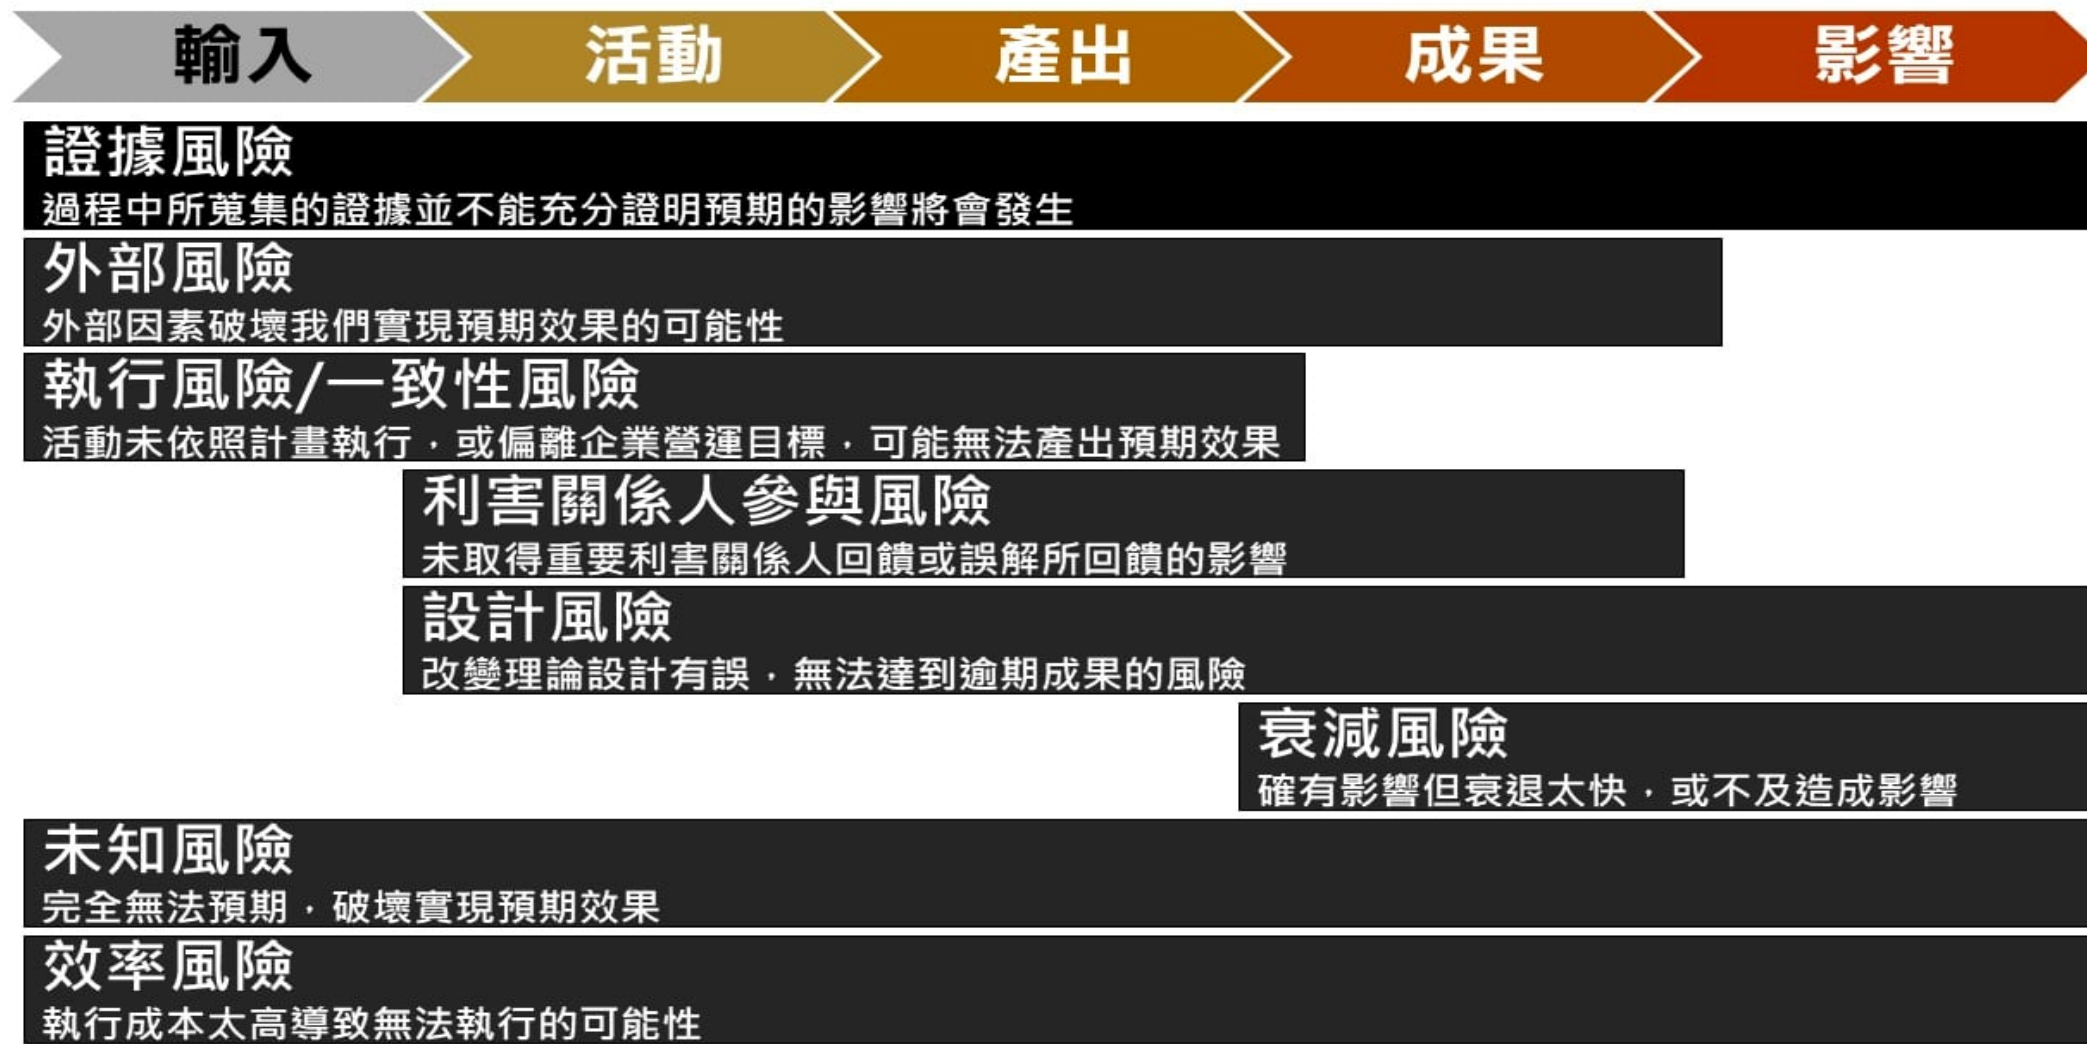 輸入
活動
產出
成果
影響
證據風險
過程中所蒐集的證據並不能充分證明預期的影響將會發生
外部風險
外部因素破壞我們實現預期效果的可能性
執行風險/一致性風險
活動未依照計畫執行，或偏離企業營運目標，可能無法產出預期效果
利害關係人參與風險
未取得重要利害關係人回饋或誤解所回饋的影響
設計風險
改變理論設計有誤，無法達到逾期成果的風險
衰減風險
確有影響但衰退太快，或不及造成影響
未知風險
完全無法預期，破壞實現預期效果
效率風險
執行成本太高導致無法執行的可能性